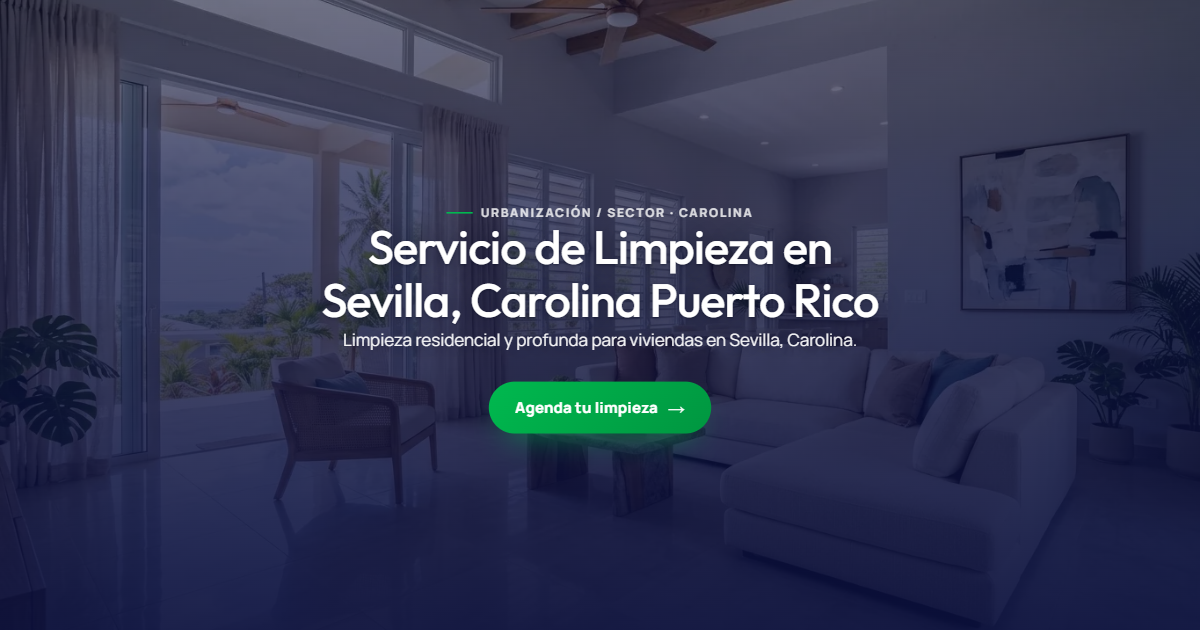 URBANIZACIÓN / SECTOR · CAROLINA
Servicio de Limpieza en
Sevilla, Carolina Puerto Rico
Limpieza residencial y profunda para viviendas en Sevilla, Carolina.
Agenda tu limpieza →